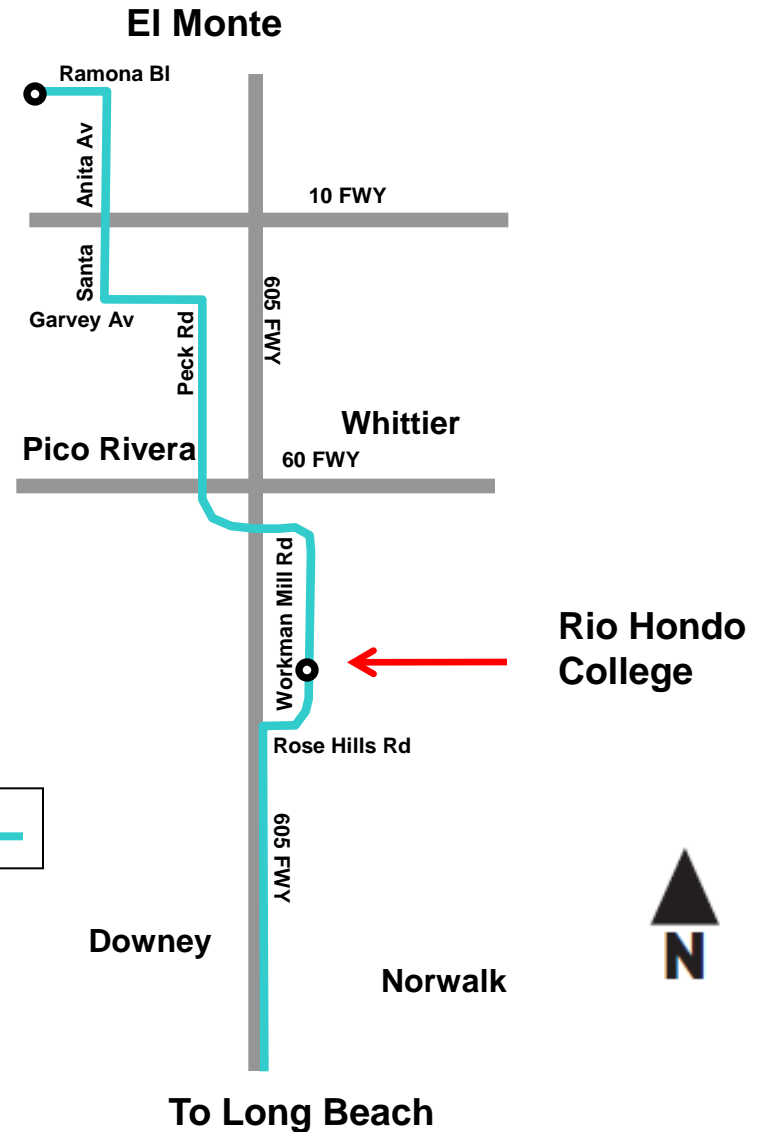 El Monte
Ramona Bl
Santa Anita Av
10 FWY
Garvey Av
Peck Rd
605 FWY
Whittier
Pico Rivera
60 FWY
Workman Mill Rd
Rio Hondo
College
Rose Hills Rd
605 FWY
Downey
Norwalk
N
To Long Beach